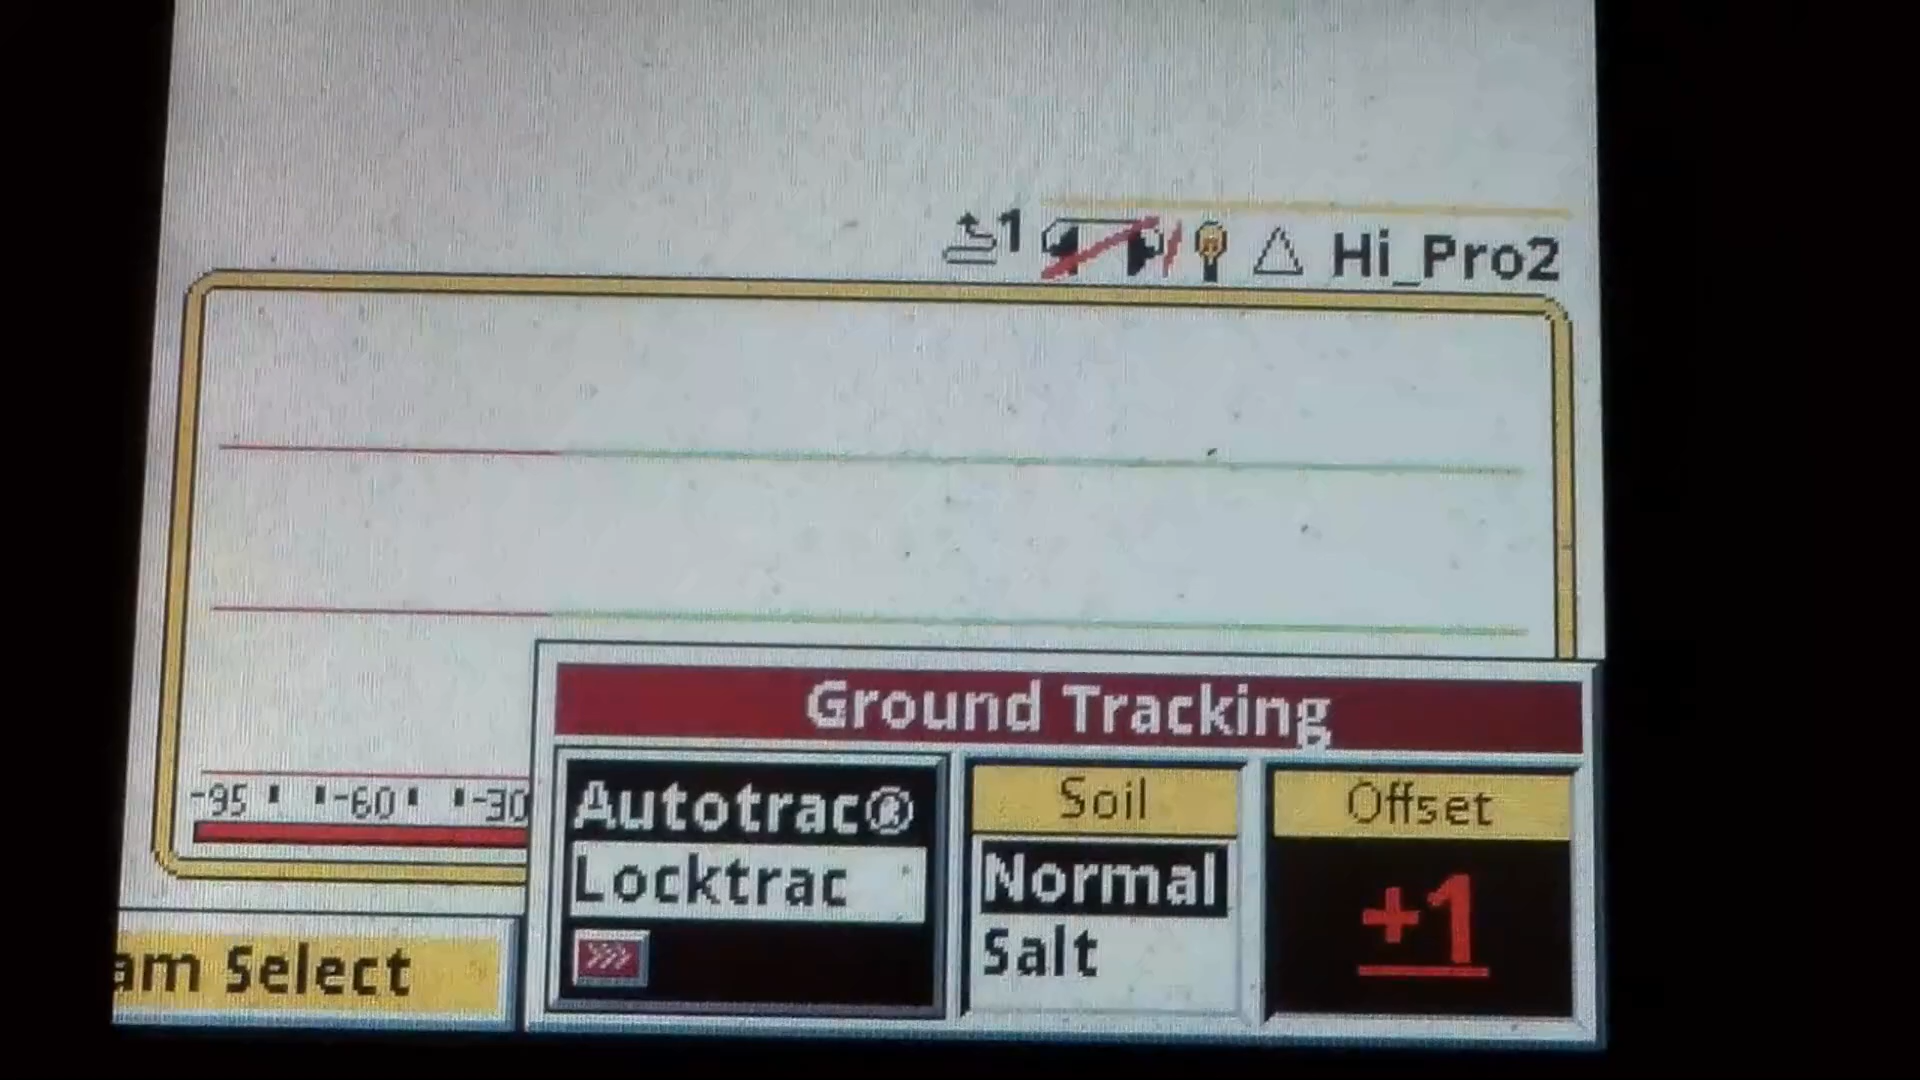 1 Hi_Pro2
-95 -60 -30
Ground Tracking
Autotrac®
Locktrac
Soil
Normal
Salt
Offset
+1
am Select